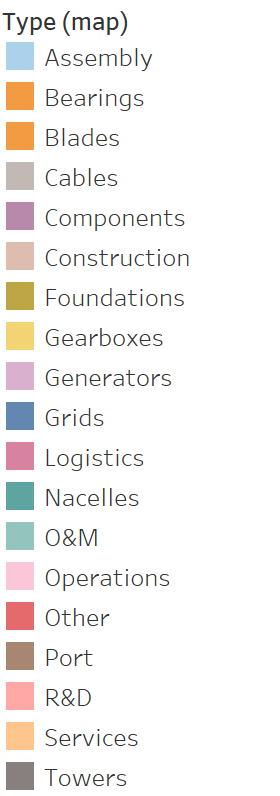 Type (map)
Assembly
Bearings
Blades
Cables
Components
Construction
Foundations
Gearboxes
Generators
Grids
Logistics
Nacelles
O&M
Operations
Other
Port
R&D
Services
Towers